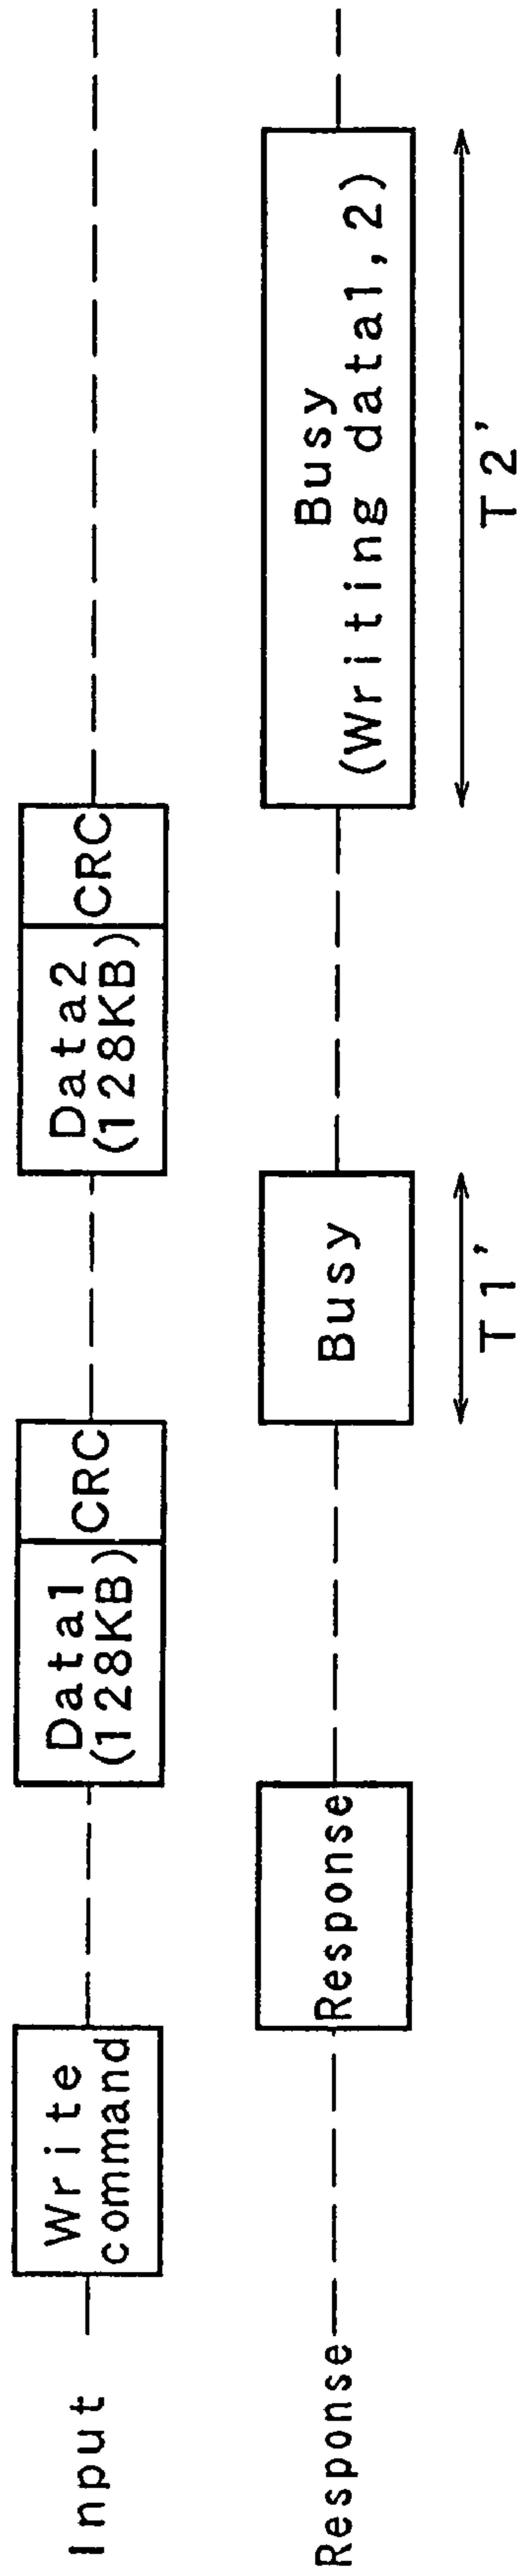 Input
Write
command
Data1
(128KB)
CRC
Data2
(128KB)
CRC
Response
Response
Busy
Busy
(Writing data1,2)
T1'
T2'